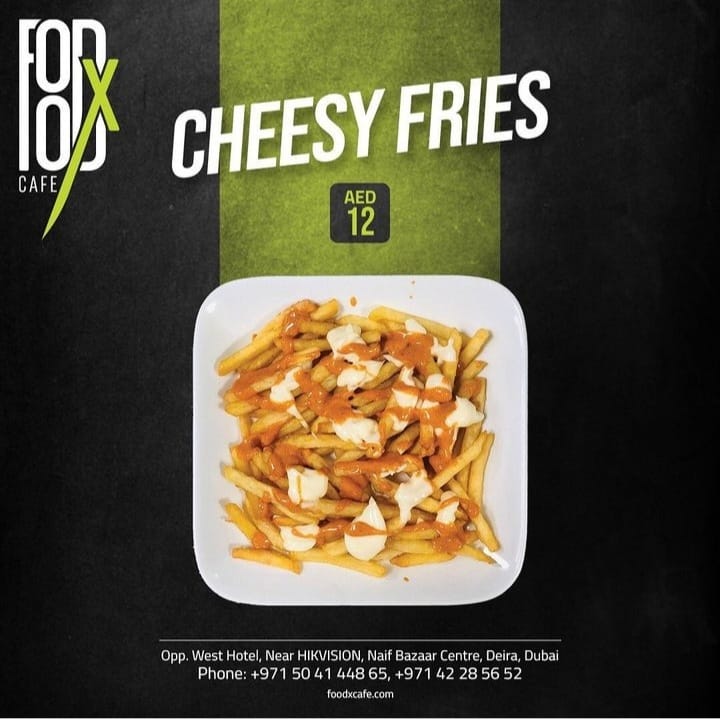 FOODX
CAFE
CHEESY FRIES
AED
12
Opp. West Hotel, Near HIKVISION, Naif Bazaar Centre, Deira, Dubai
Phone: +971 50 41 448 65, +971 42 28 56 52
foodxcafe.com